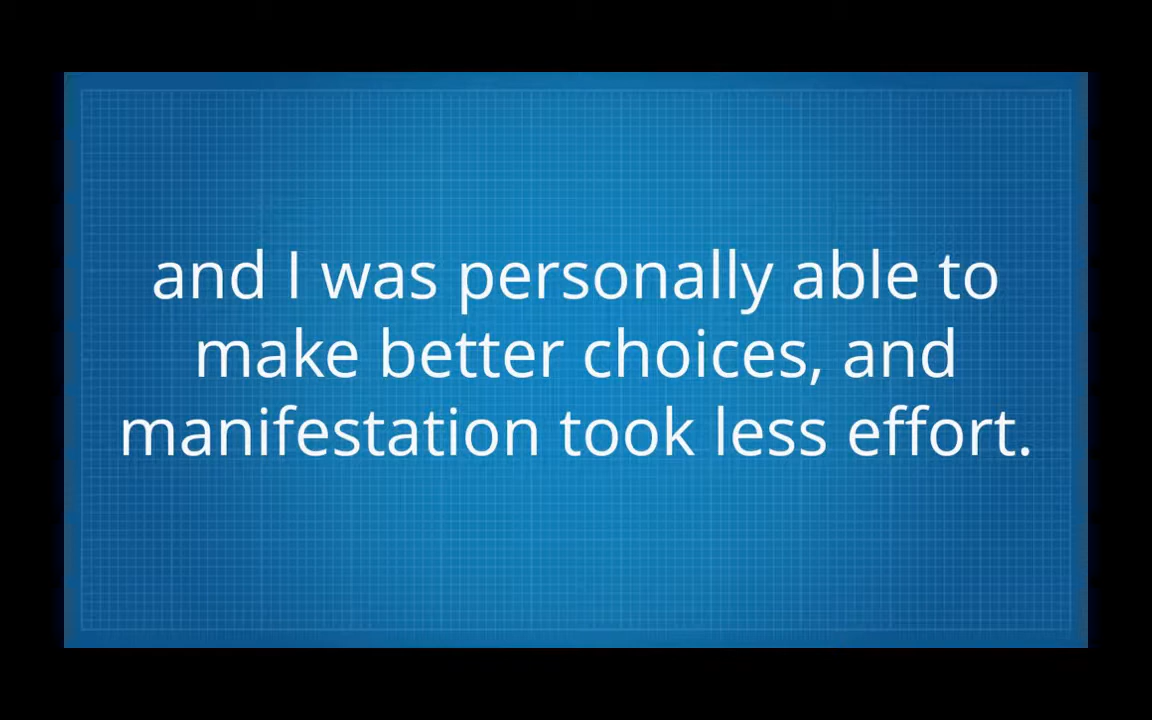 and I was personally able to
make better choices, and
manifestation took less effort.